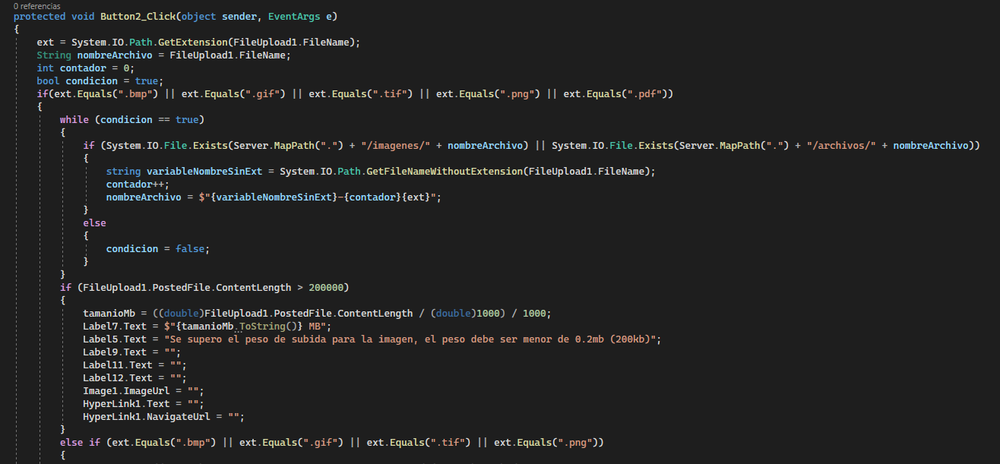 0 referencias
protected void Button2_Click(object sender, EventArgs e)
{
ext = System.IO.Path.GetExtension(FileUpload1.FileName);
String nombreArchivo = FileUpload1.FileName;
int contador = 0;
bool condicion = true;
if(ext.Equals(".bmp") || ext.Equals(".gif") || ext.Equals(".tif") || ext.Equals(".png") || ext.Equals(".pdf"))
{
while (condicion == true)
{
if (System.IO.File.Exists(Server.MapPath(".") + "/imagenes/" + nombreArchivo) || System.IO.File.Exists(Server.MapPath(".") + "/archivos/" + nombreArchivo))
{
string variableNombreSinExt = System.IO.Path.GetFileNameWithoutExtension(FileUpload1.FileName);
contador++;
nombreArchivo = $"{variableNombreSinExt}-{contador}{ext}";
}
else
{
condicion = false;
}
}
if (FileUpload1.PostedFile.ContentLength > 200000)
{
tamanioMb = ((double)FileUpload1.PostedFile.ContentLength / (double)1000) / 1000;
Label7.Text = $"{tamanioMb.ToString()} MB";
Label5.Text = "Se supero el peso de subida para la imagen, el peso debe ser menor de 0.2mb (200kb)";
Label9.Text = "";
Label11.Text = "";
Label12.Text = "";
Image1.ImageUrl = "";
HyperLink1.Text = "";
HyperLink1.NavigateUrl = "";
}
else if (ext.Equals(".bmp") || ext.Equals(".gif") || ext.Equals(".tif") || ext.Equals(".png"))
{